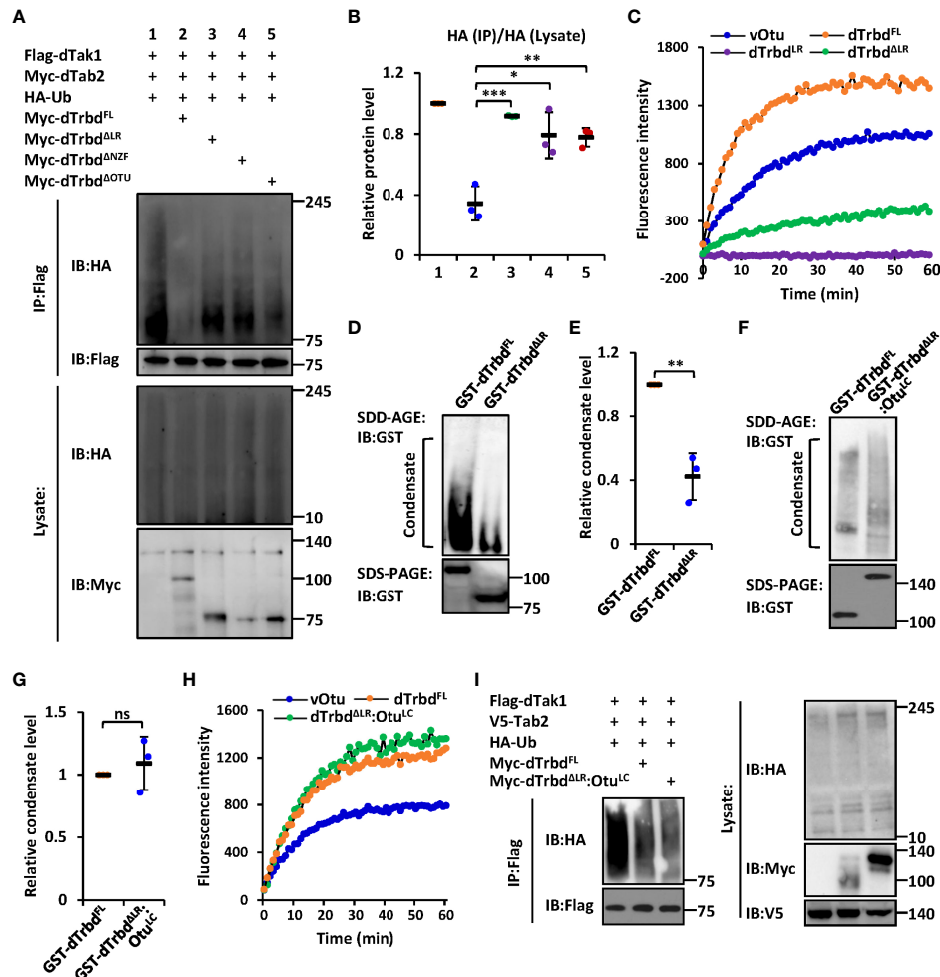 A
1 2 3 4 5
Flag-dTak1 + + + + +
Myc-dTab2 + + + + +
HA-Ub + + + + +
Myc-dTrbdFL +
Myc-dTrbdΔLR +
Myc-dTrbdΔNZF +
Myc-dTrbdΔOTU +
IP:Flag
IB:HA
245
75
IB:Flag
75
Lysate:
IB:HA
245
10
IB:Myc
140
100
75
B
HA (IP)/HA (Lysate)
**
*
***
Relative protein level
1.2
0.8
0.4
0
1 2 3 4 5
C
vOtu dTrbdFL
dTrbdLR dTrbdΔLR
Fluorescence intensity
1800
1300
800
300
-200
0 10 20 30 40 50 60
Time (min)
D
GST-dTrbdFL
GST-dTrbdΔLR
SDD-AGE:
IB:GST
Condensate
SDS-PAGE:
IB:GST
100
75
E
**
Relative condensate level
1.2
0.8
0.4
0
GST-dTrbdFL
GST-dTrbdΔLR
F
GST-dTrbdFL
GST-dTrbdΔLR
:OtuLC
SDD-AGE:
IB:GST
Condensate
SDS-PAGE:
IB:GST
140
100
G
ns
Relative condensate level
1.5
1
0.5
0
GST-dTrbdFL
GST-dTrbdΔLR:
OtuLC
H
vOtu dTrbdFL
dTrbdΔLR:OtuLC
Fluorescence intensity
1600
1200
800
400
0
0 10 20 30 40 50 60
Time (min)
I
Flag-dTak1 + + +
V5-Tab2 + + +
HA-Ub + + +
Myc-dTrbdFL +
Myc-dTrbdΔLR:OtuLC +
IP:Flag
IB:HA
75
IB:Flag
75
Lysate:
IB:HA
245
10
IB:Myc
140
100
IB:V5
140